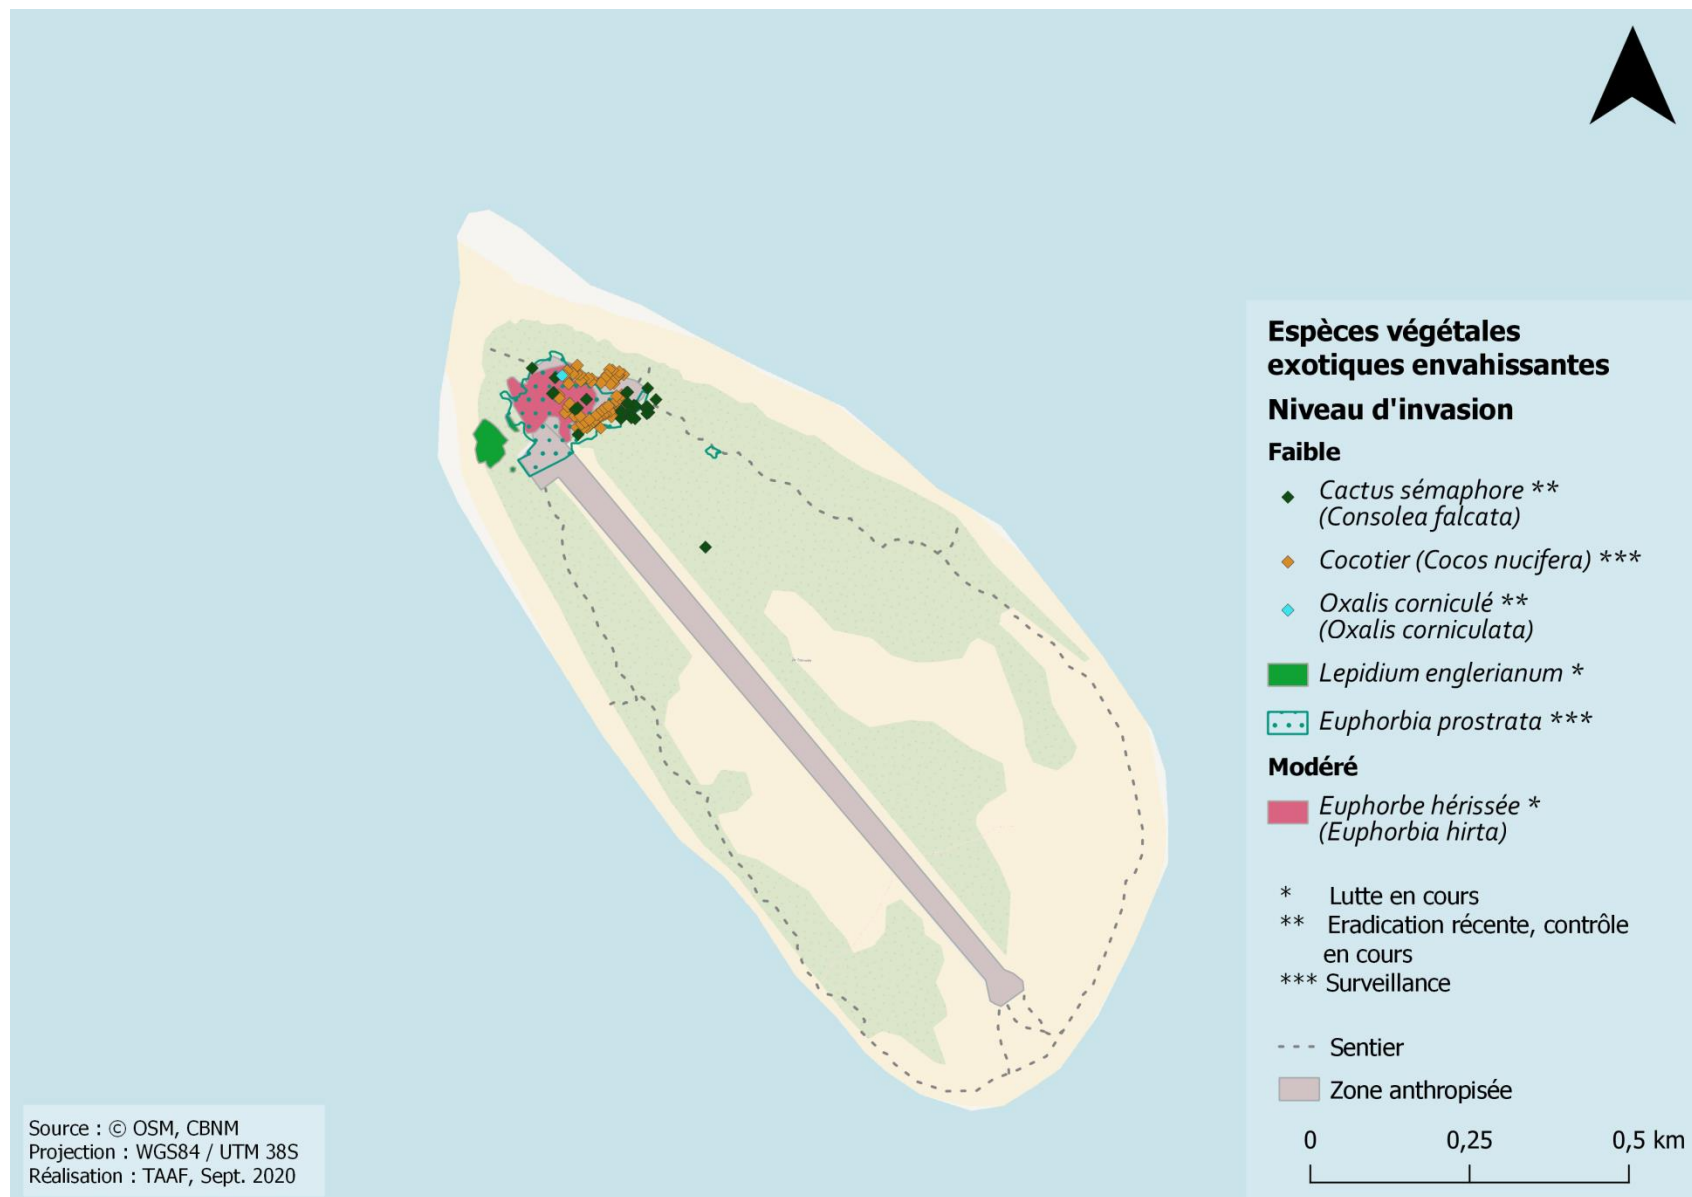 Espèces végétales
exotiques envahissantes
Niveau d'invasion
Faible
Cactus sémaphore **
(Consolea falcata)
Cocotier (Cocos nucifera) ***
Oxalis corniculé **
(Oxalis corniculata)
Lepidium englerianum *
Euphorbia prostrata ***
Modéré
Euphorbe hérissée *
(Euphorbia hirta)
* Lutte en cours
** Eradication récente, contrôle
en cours
*** Surveillance
Sentier
Zone anthropisée
0 0,25 0,5 km
Source : © OSM, CBNM
Projection : WGS84 / UTM 38S
Réalisation : TAAF, Sept. 2020